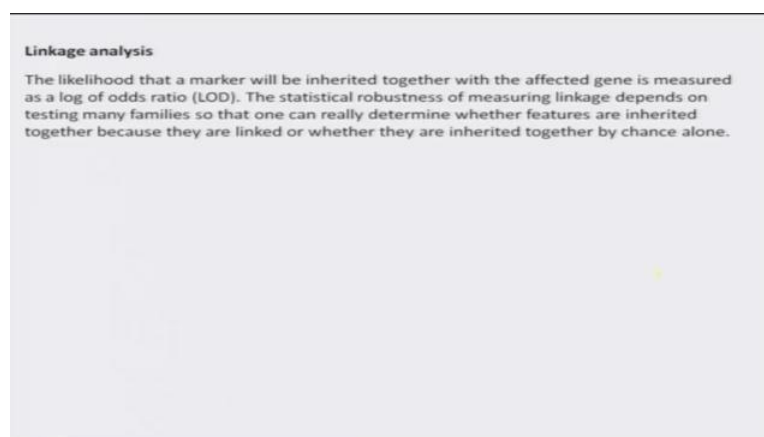 Linkage analysis
The likelihood that a marker will be inherited together with the affected gene is measured
as a log of odds ratio (LOD). The statistical robustness of measuring linkage depends on
testing many families so that one can really determine whether features are inherited
together because they are linked or whether they are inherited together by chance alone.